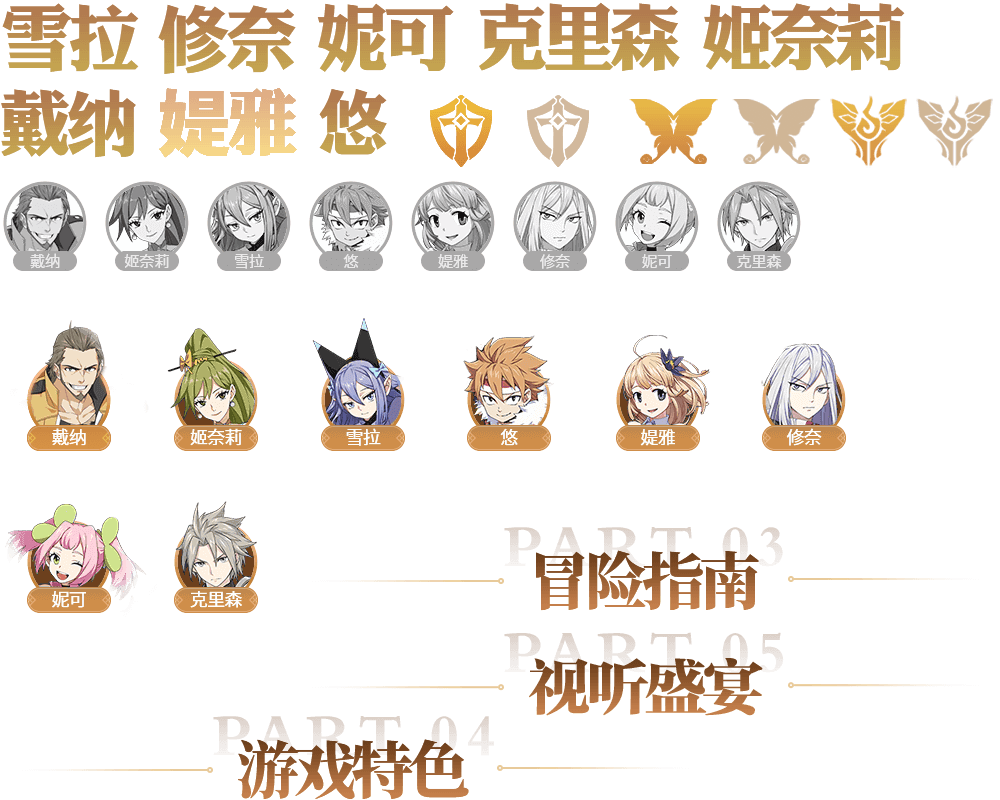 雪拉 修奈 妮可 克里森 姬奈莉
戴纳 媞雅 悠
戴纳 姬奈莉 雪拉 悠 媞雅 修奈 妮可 克里森
戴纳 姬奈莉 雪拉 悠 媞雅 修奈
妮可 克里森
PART 03
冒险指南
PART 05
视听盛宴
PART 04
游戏特色